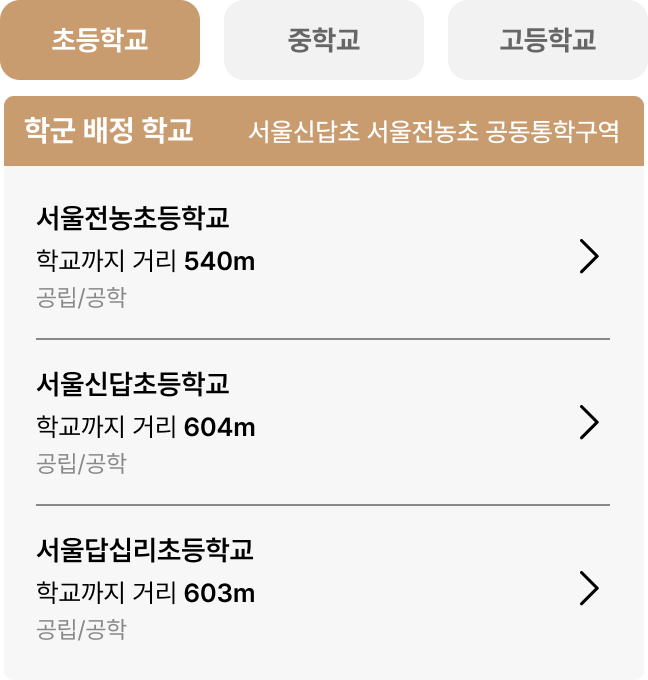 초등학교 중학교 고등학교
학군 배정 학교 서울신답초 서울전농초 공동통학구역
서울전농초등학교
학교까지 거리 540m
공립/공학
서울신답초등학교
학교까지 거리 604m
공립/공학
서울답십리초등학교
학교까지 거리 603m
공립/공학